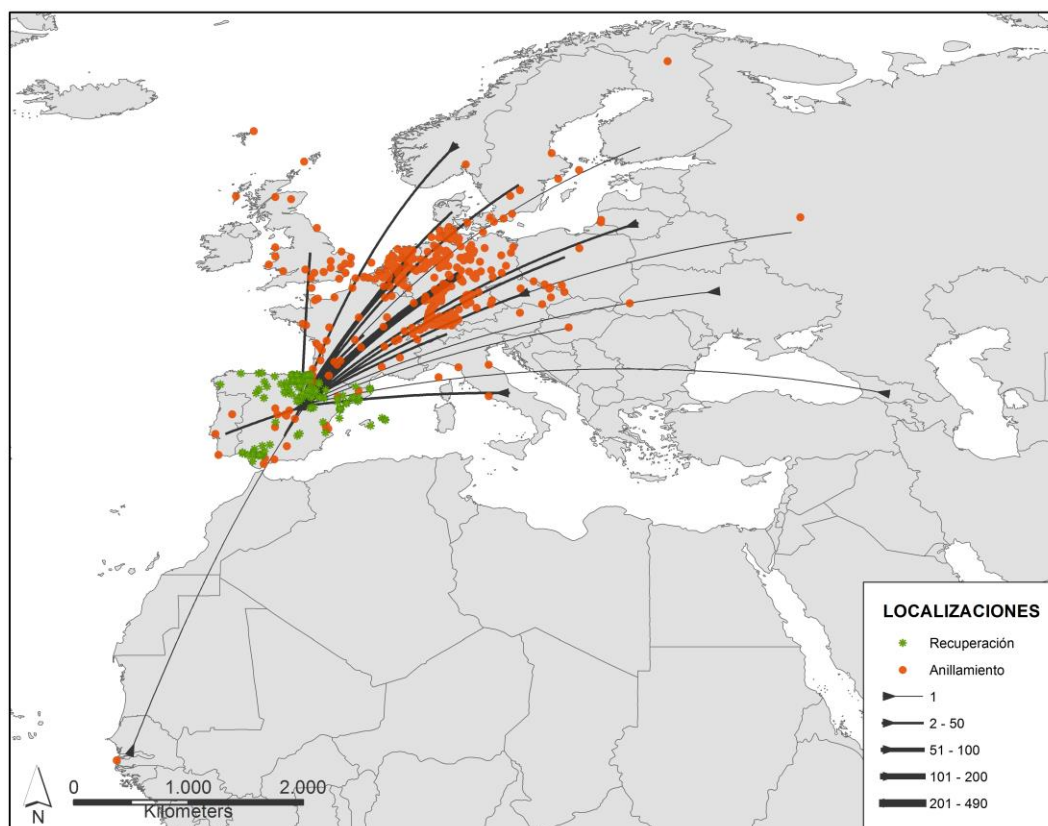 LOCALIZACIONES
Recuperación
Anillamiento
1
2 - 50
51 - 100
101 - 200
201 - 490
0 1.000 2.000
Kilometers
N